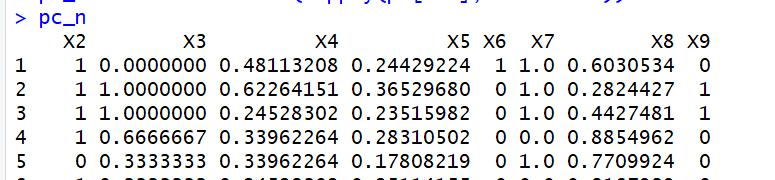 > pc_n
X2 X3 X4 X5 X6 X7 X8 X9
1 1 0.0000000 0.48113208 0.24429224 1 1.0 0.6030534 0
2 1 1.0000000 0.62264151 0.36529680 0 1.0 0.2824427 1
3 1 1.0000000 0.24528302 0.23515982 0 1.0 0.4427481 1
4 1 0.6666667 0.33962264 0.28310502 0 0.0 0.8854962 0
5 0 0.3333333 0.33962264 0.17808219 0 1.0 0.7709924 0